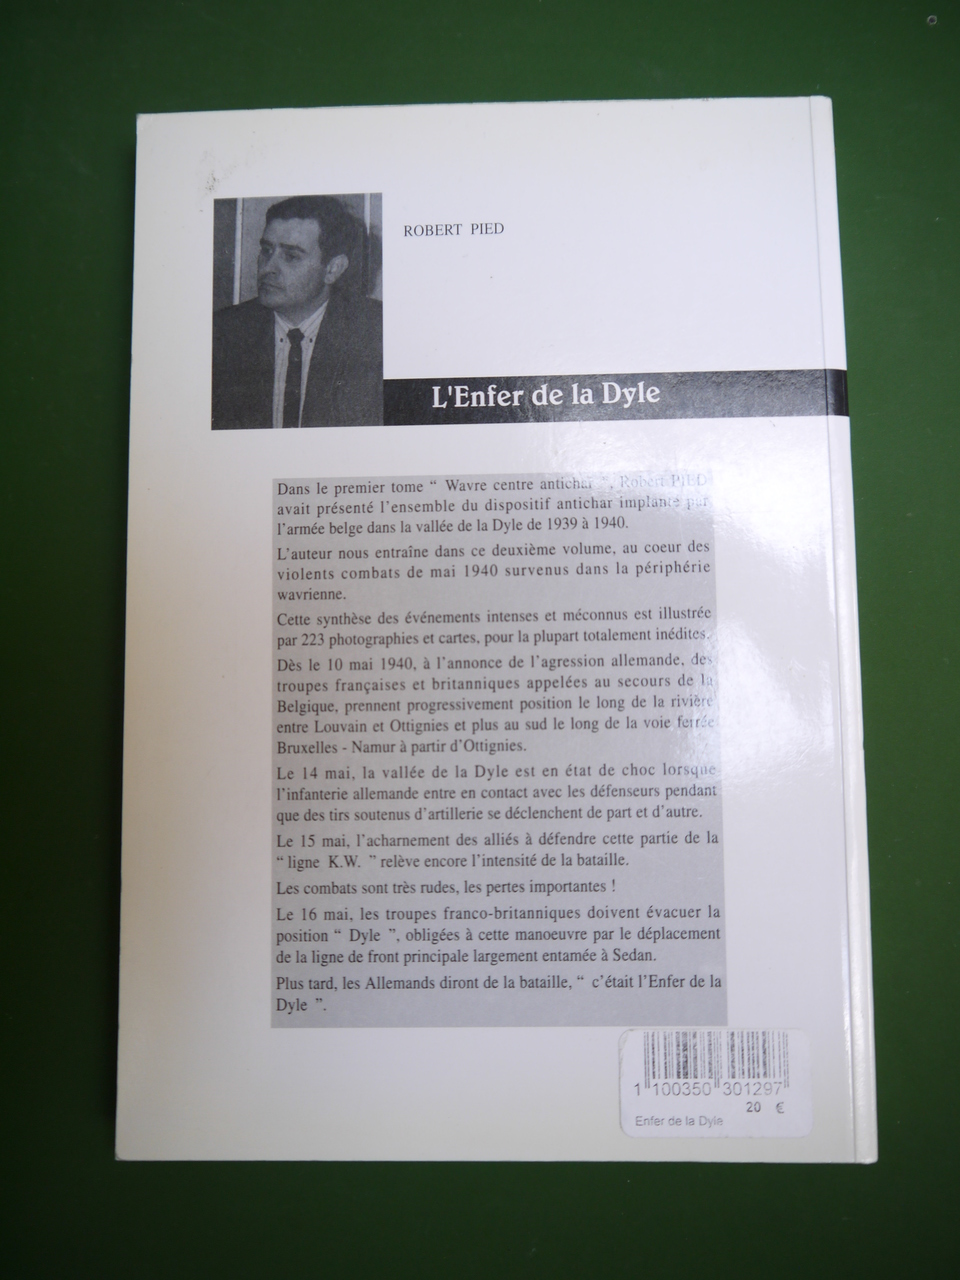 ROBERT PIED
L'Enfer de la Dyle
Dans le premier tome “ Wavre centre antichar ”, Robert PIED
avait présenté l'ensemble du dispositif antichar implanté par
l'armée belge dans la vallée de la Dyle de 1939 à 1940.
L'auteur nous entraîne dans ce deuxième volume, au coeur des
violents combats de mai 1940 survenus dans la périphérie
wavrienne.
Cette synthèse des événements intenses et méconnus est illustrée
par 223 photographies et cartes, pour la plupart totalement inédites.
Dès le 10 mai 1940, à l'annonce de l'agression allemande, des
troupes françaises et britanniques appelées au secours de la
Belgique, prennent progressivement position le long de la rivière
entre Louvain et Ottignies et plus au sud le long de la voie ferrée
Bruxelles - Namur à partir d'Ottignies.
Le 14 mai, la vallée de la Dyle est en état de choc lorsque
l'infanterie allemande entre en contact avec les défenseurs pendant
que des tirs soutenus d'artillerie se déclenchent de part et d'autre.
Le 15 mai, l'acharnement des alliés à défendre cette partie de la
“ ligne K.W. ” relève encore l'intensité de la bataille.
Les combats sont très rudes, les pertes importantes !
Le 16 mai, les troupes franco-britanniques doivent évacuer la
position “ Dyle ”, obligées à cette manoeuvre par le déplacement
de la ligne de front principale largement entamée à Sedan.
Plus tard, les Allemands diront de la bataille, “ c'était l'Enfer de la
Dyle ”.
1 100350 301297
20 €
Enfer de la Dyle